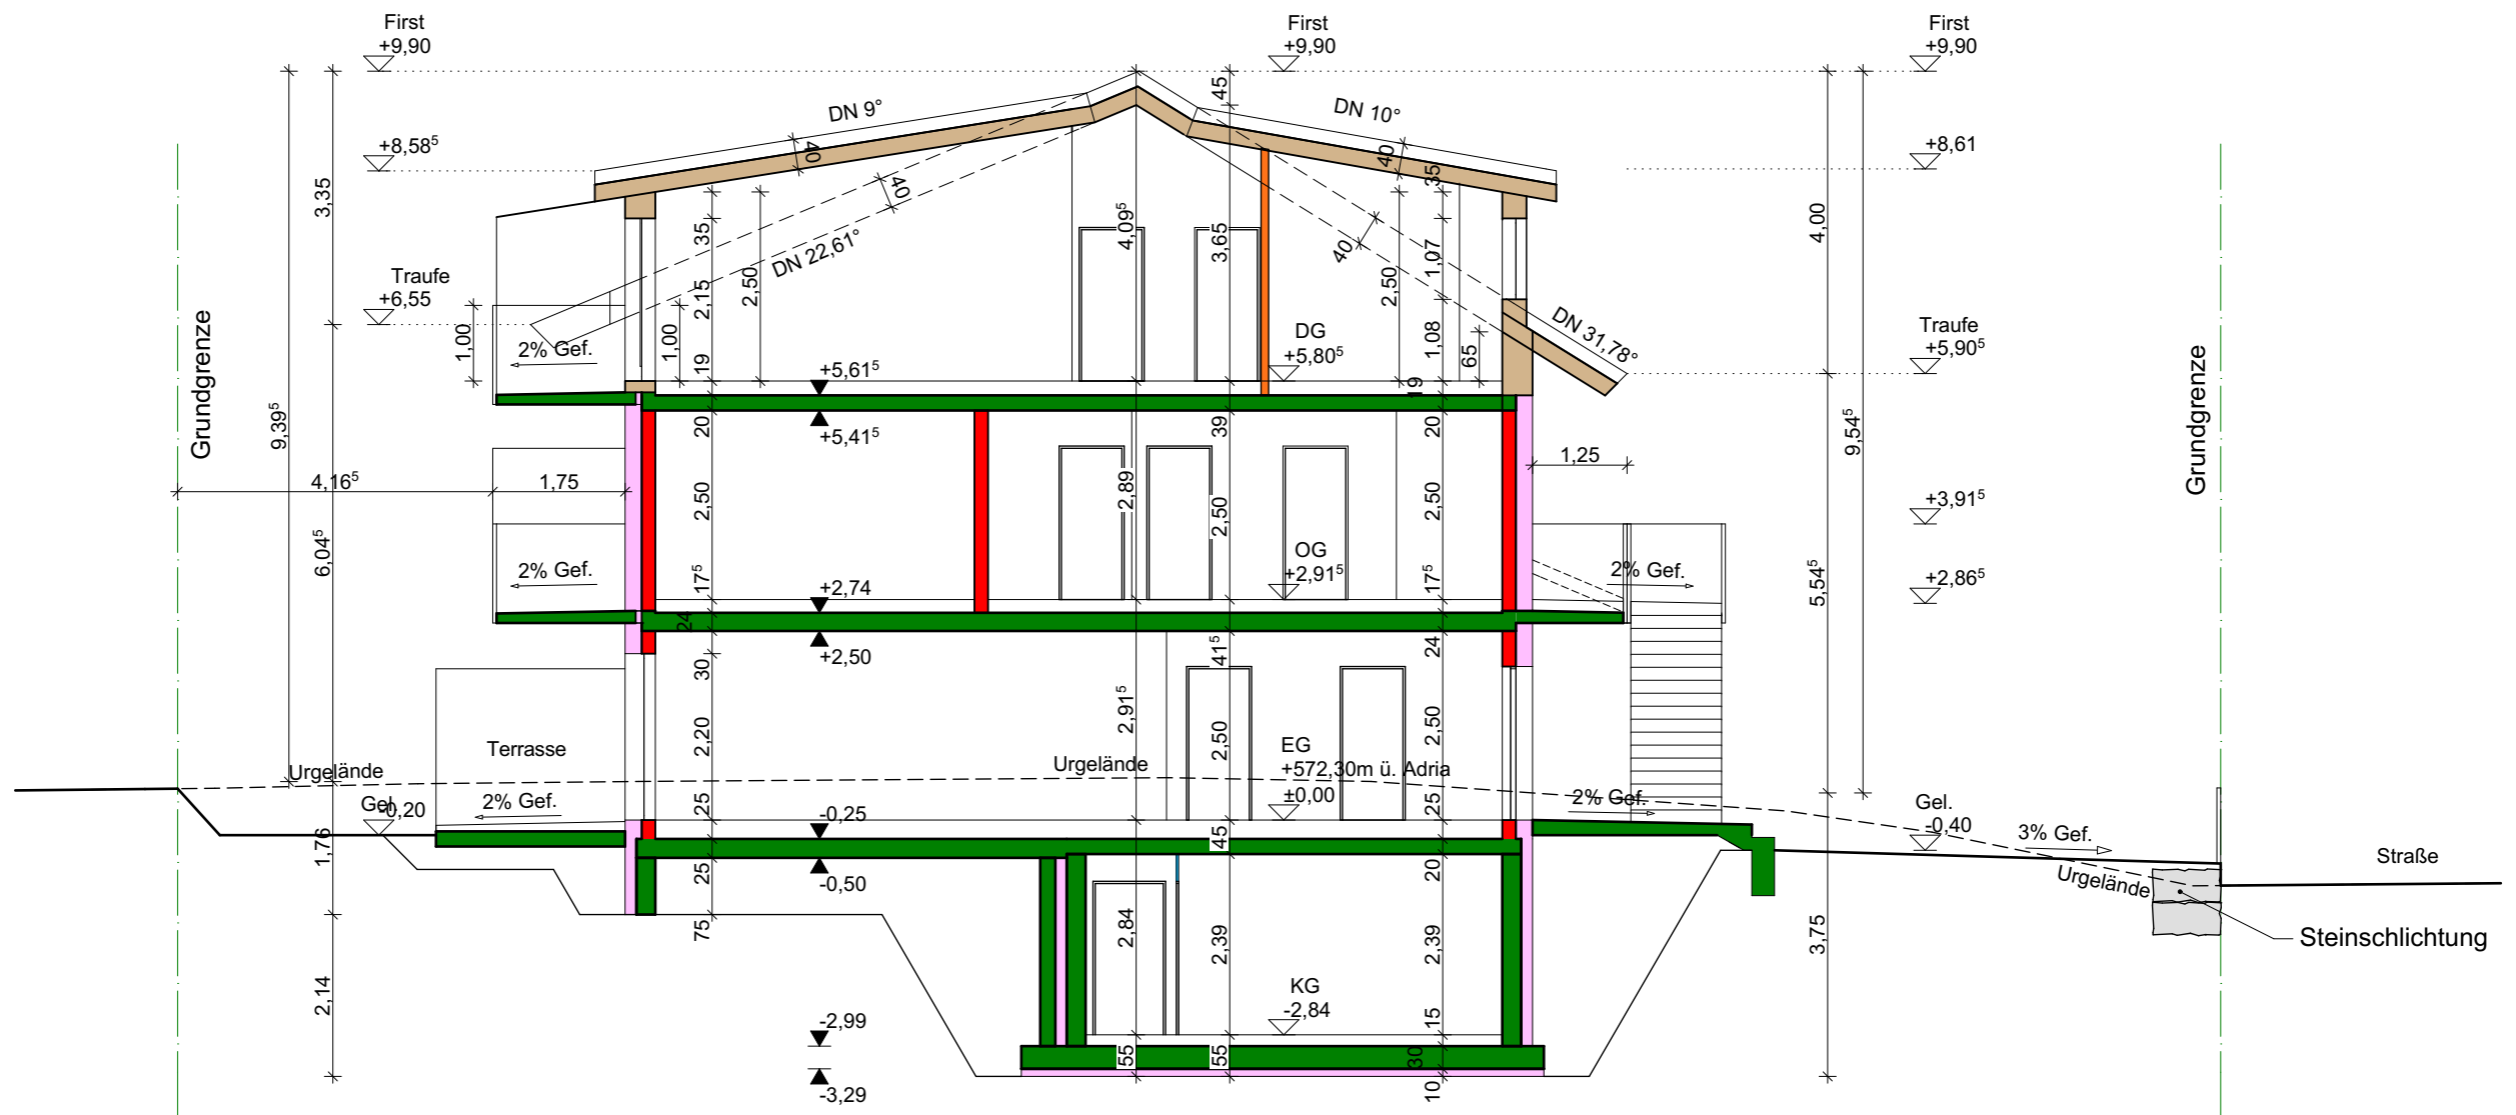 First
+9,90
First
+9,90
First
+9,90
45
DN 9°
DN 10°
+8,58⁵
40
40
35
+8,61
3,35
40
4,09⁵
3,65
4,00
35
DN 22,61°
40
1,07
2,15
2,50
2,50
Traufe
+6,55
1,00
2% Gef.
1,00
19
DG
+5,80⁵
1,08
65
DN 31,78°
Traufe
+5,90⁵
Grundgrenze
Grundgrenze
+5,61⁵
19
9,39⁵
20
+5,41⁵
39
20
9,54⁵
1,25
4,16⁵
1,75
2,50
2,89
2,50
2,50
+3,91⁵
6,04⁵
2% Gef.
17⁵
+2,74
OG
+2,91⁵
17⁵
2% Gef.
5,54⁵
+2,86⁵
24
30
+2,50
41⁵
24
2,91⁵
Terrasse
2,20
2,50
2,50
Urgelände
Urgelände
EG
+572,30m ü. Adria
±0,00
Gel.
-0,20
2% Gef.
25
-0,25
25
2% Gef.
Gel.
-0,40
3% Gef.
1,76
45
Straße
25
-0,50
20
Urgelände
75
2,84
2,39
2,39
3,75
Steinschlichtung
2,14
KG
-2,84
-2,99
15
55
55
30
-3,29
10